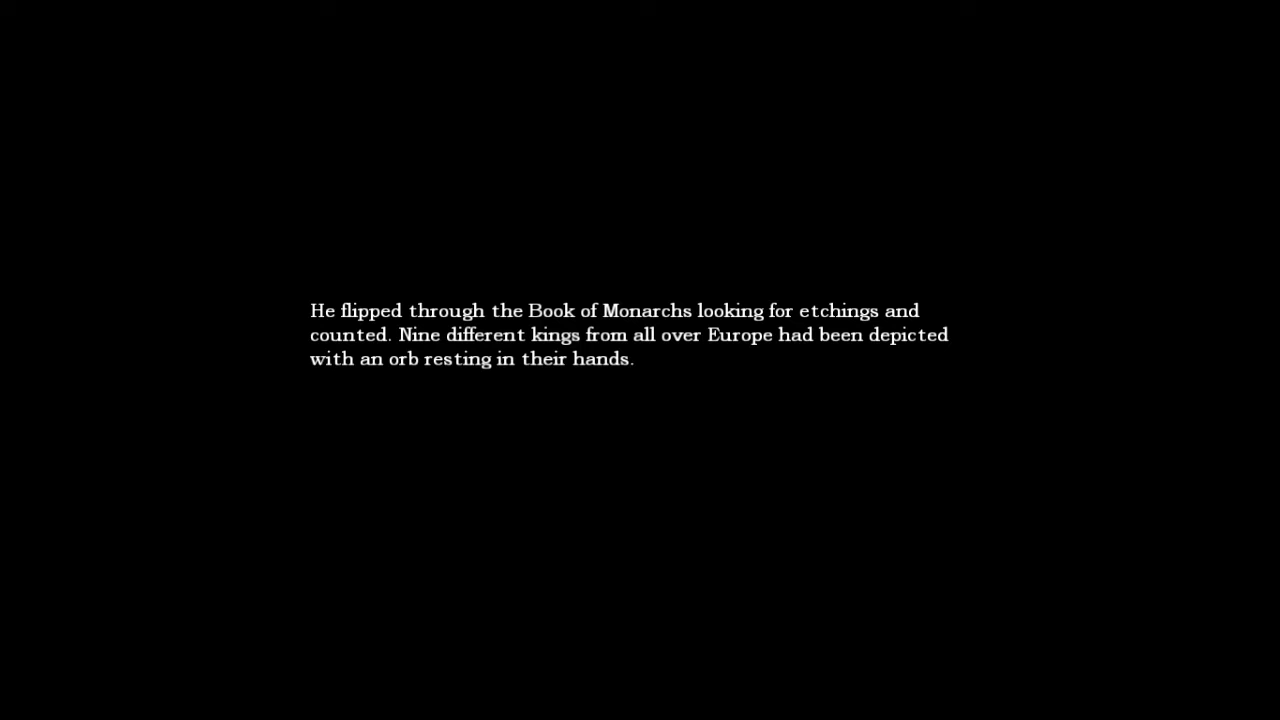 He flipped through the Book of Monarchs looking for etchings and
counted. Nine different kings from all over Europe had been depicted
with an orb resting in their hands.